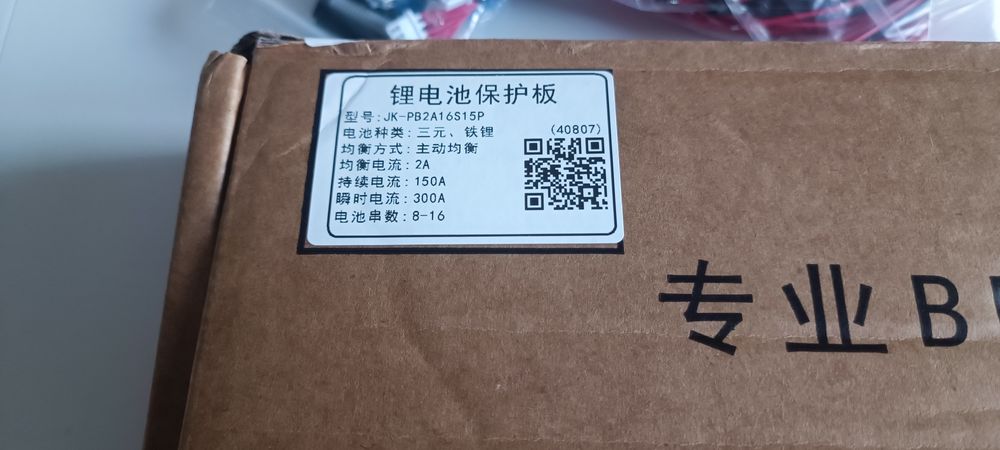 锂电池保护板
型号:JK-PB2A16S15P
电池种类:三元、铁锂
(40807)
均衡方式:主动均衡
均衡电流:2A
持续电流:150A
瞬时电流:300A
电池串数:8-16
专业B